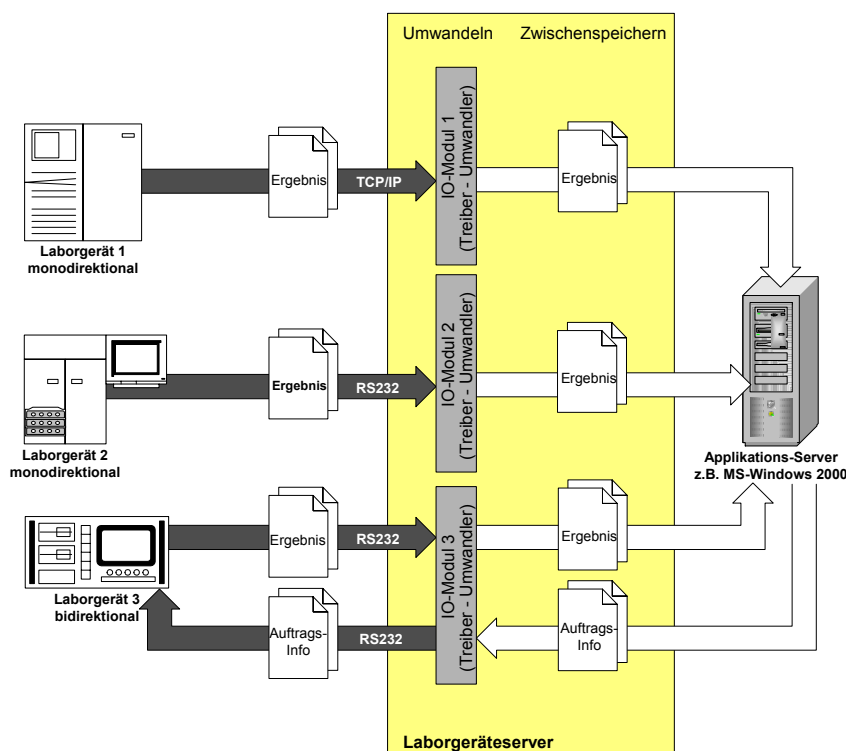 Umwandeln
Zwischenspeichern
Ergebnis
TCP/IP
IO-Modul 1
(Treiber - Umwandler)
Ergebnis
Laborgerät 1
monodirektional
Ergebnis
RS232
IO-Modul 2
(Treiber - Umwandler)
Ergebnis
Laborgerät 2
monodirektional
Applikations-Server
z.B. MS-Windows 2000
Ergebnis
RS232
IO-Modul 3
(Treiber - Umwandler)
Ergebnis
Laborgerät 3
bidirektional
Auftrags-
Info
RS232
Auftrags-
Info
Laborgeräteserver